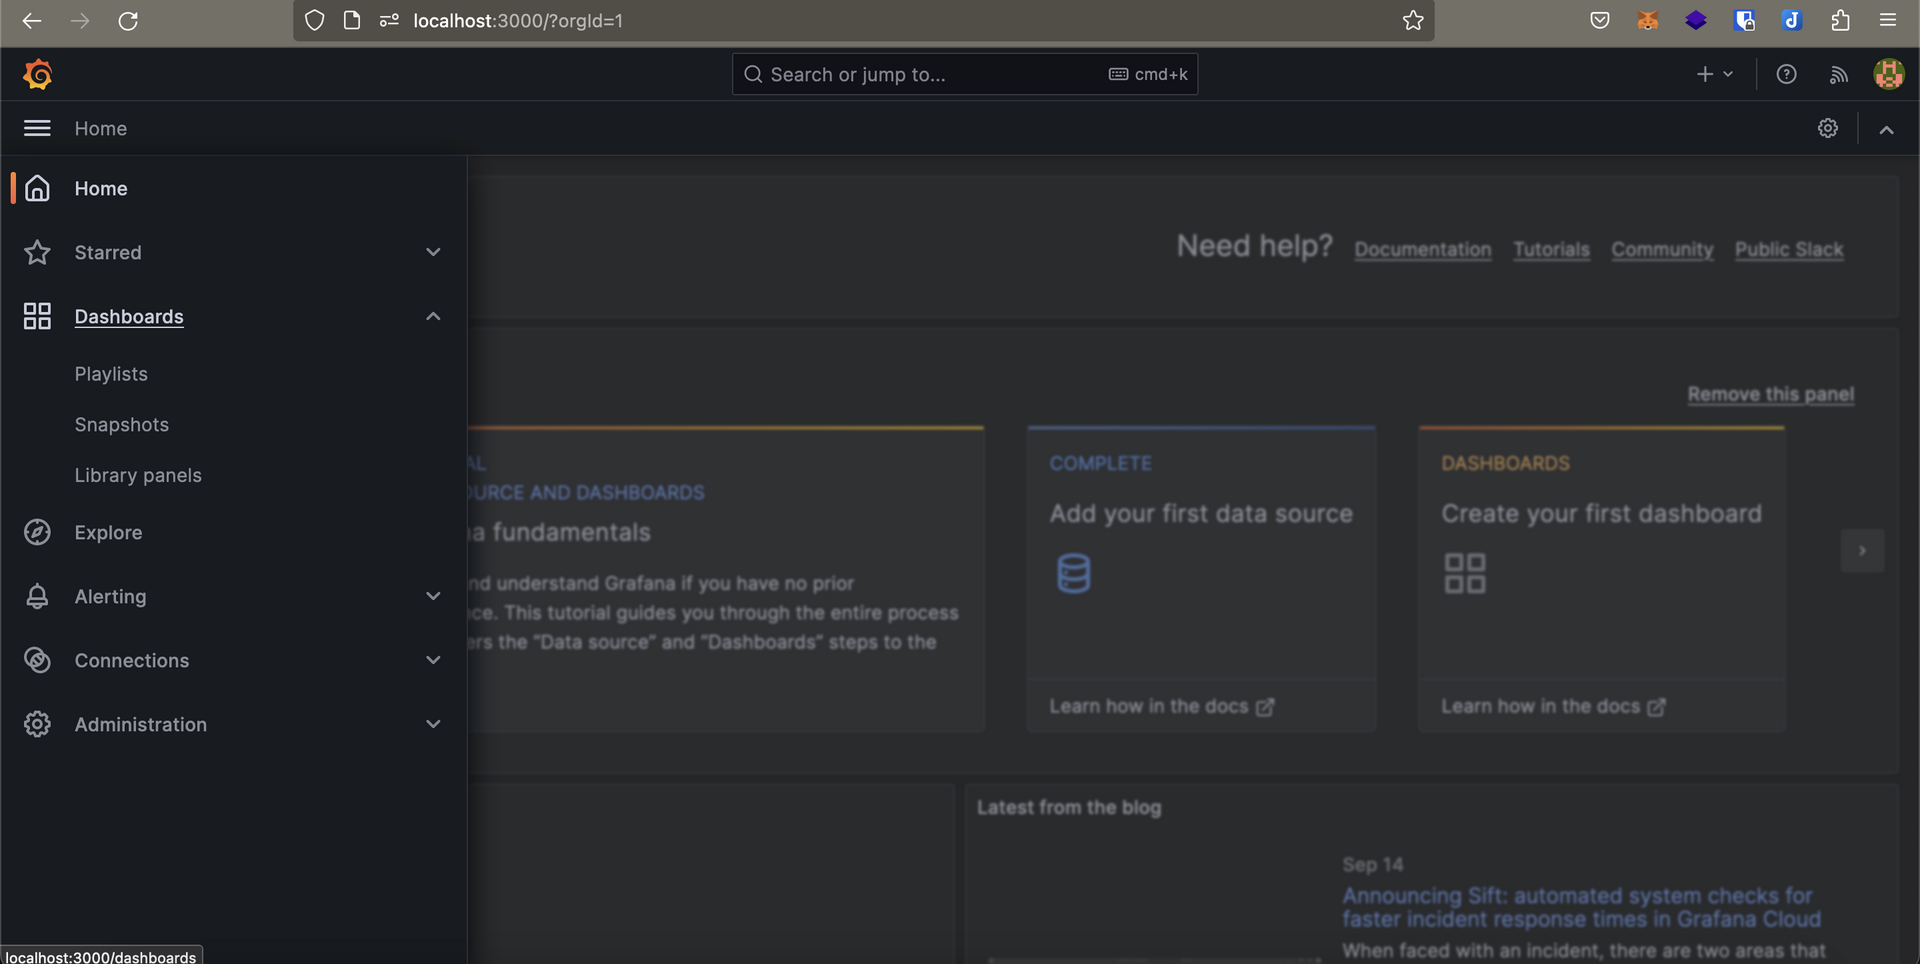 localhost:3000/?orgId=1
Search or jump to...
cmd+k
Home
Home
Starred
Dashboards
Playlists
Snapshots
Library panels
Explore
Alerting
Connections
Administration
Need help?
Documentation
Tutorials
Community
Public Slack
Remove this panel
AL
OURCE AND DASHBOARDS
na fundamentals
nd understand Grafana if you have no prior
nce. This tutorial guides you through the entire process
ers the “Data source” and “Dashboards” steps to the
COMPLETE
Add your first data source
Learn how in the docs
DASHBOARDS
Create your first dashboard
Learn how in the docs
Latest from the blog
Sep 14
Announcing Sift: automated system checks for
faster incident response times in Grafana Cloud
When faced with an incident, there are two areas that
localhost:3000/dashboards